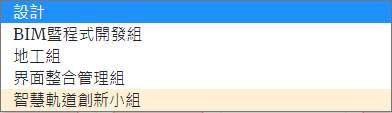 設計
BIM暨程式開發組
地工組
界面整合管理組
智慧軌道創新小組